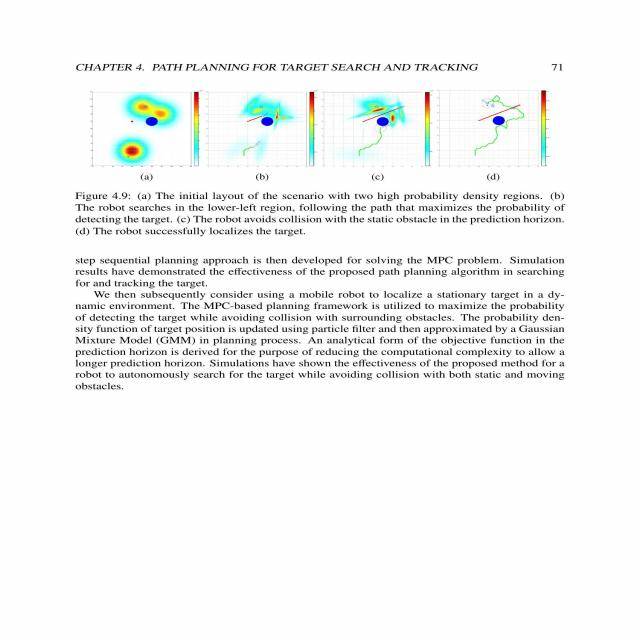 CHAPTER 4. PATH PLANNING FOR TARGET SEARCH AND TRACKING 71
(a) (b) (c) (d)
Figure 4.9: (a) The initial layout of the scenario with two high probability density regions. (b)
The robot searches in the lower-left region, following the path that maximizes the probability of
detecting the target. (c) The robot avoids collision with the static obstacle in the prediction horizon.
(d) The robot successfully localizes the target.
step sequential planning approach is then developed for solving the MPC problem. Simulation
results have demonstrated the effectiveness of the proposed path planning algorithm in searching
for and tracking the target.
We then subsequently consider using a mobile robot to localize a stationary target in a dy-
namic environment. The MPC-based planning framework is utilized to maximize the probability
of detecting the target while avoiding collision with surrounding obstacles. The probability den-
sity function of target position is updated using particle filter and then approximated by a Gaussian
Mixture Model (GMM) in planning process. An analytical form of the objective function in the
prediction horizon is derived for the purpose of reducing the computational complexity to allow a
longer prediction horizon. Simulations have shown the effectiveness of the proposed method for a
robot to autonomously search for the target while avoiding collision with both static and moving
obstacles.